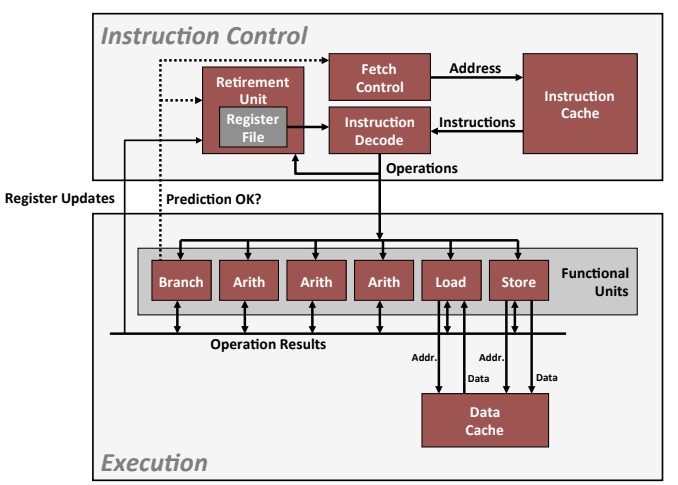 Instruction Control
Fetch
Control
Address
Instruction
Cache
Retirement
Unit
Register
File
Instruction
Decode
Instructions
Operations
Register Updates
Prediction OK?
Branch
Arith
Arith
Arith
Load
Store
Functional
Units
Operation Results
Addr.
Addr.
Data
Data
Data
Cache
Execution